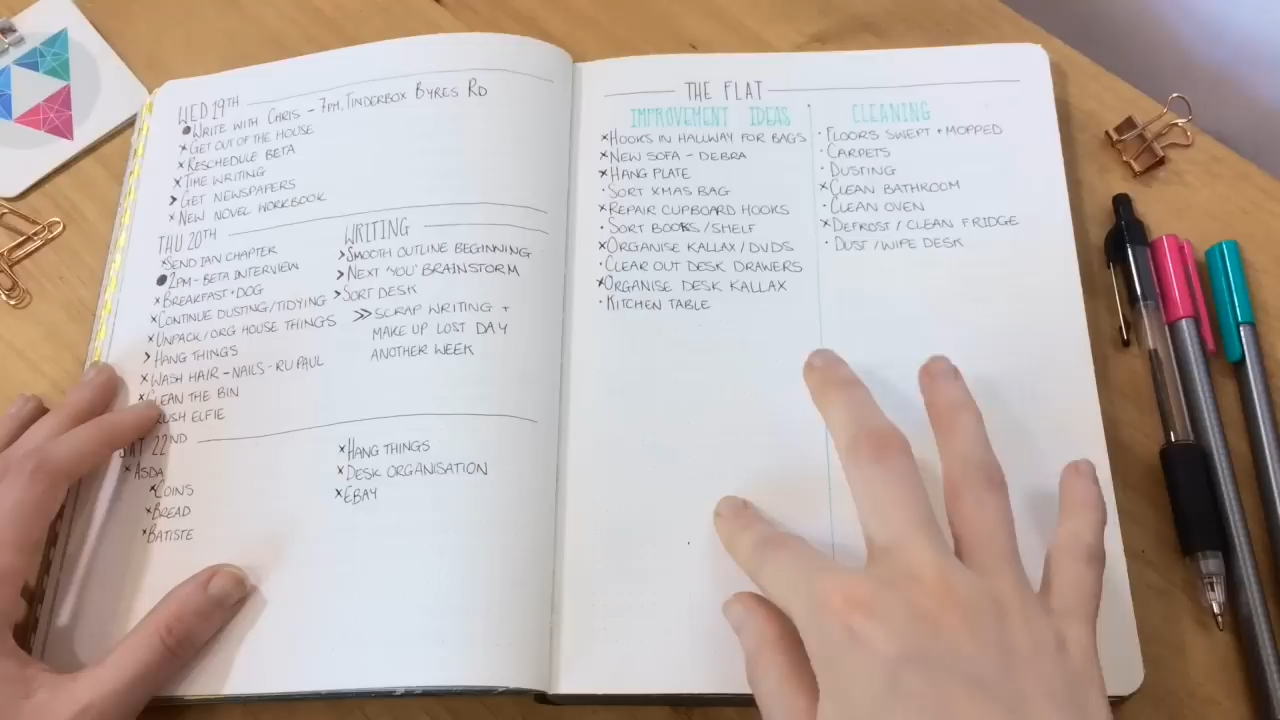 WED 19TH
● WRITE WITH CHRIS - 7PM, TINDERBOX BYRES RD
× GET OUT OF THE HOUSE
× RESCHEDULE BETA
× TIME WRITING
> GET NEWSPAPERS
× NEW NOVEL WORKBOOK
THU 20TH
× SEND IAN CHAPTER
● 2PM - BETA INTERVIEW
× BREAKFAST + DOG
× CONTINUE DUSTING/TIDYING
× UNPACK/ORG HOUSE THINGS
> HANG THINGS
× WASH HAIR - NAILS - RU PAUL
× CLEAN THE BIN
RUSH ELFIE
WRITING
> SMOOTH OUTLINE BEGINNING
> NEXT 'YOU' BRAINSTORM
> SORT DESK
>> SCRAP WRITING +
MAKE UP LOST DAY
ANOTHER WEEK
SAT 22ND
× ASDA
× COINS
× BREAD
× BATISTE
× HANG THINGS
× DESK ORGANISATION
× EBAY
THE FLAT
IMPROVEMENT IDEAS
× HOOKS IN HALLWAY FOR BAGS
× NEW SOFA - DEBRA
× HANG PLATE
· SORT XMAS BAG
× REPAIR CUPBOARD HOOKS
· SORT BOOKS/SHELF
× ORGANISE KALLAX/DVDS
· CLEAR OUT DESK DRAWERS
× ORGANISE DESK KALLAX
· KITCHEN TABLE
CLEANING
· FLOORS SWEPT + MOPPED
· CARPETS
· DUSTING
× CLEAN BATHROOM
· CLEAN OVEN
× DEFROST/CLEAN FRIDGE
· DUST/WIPE DESK